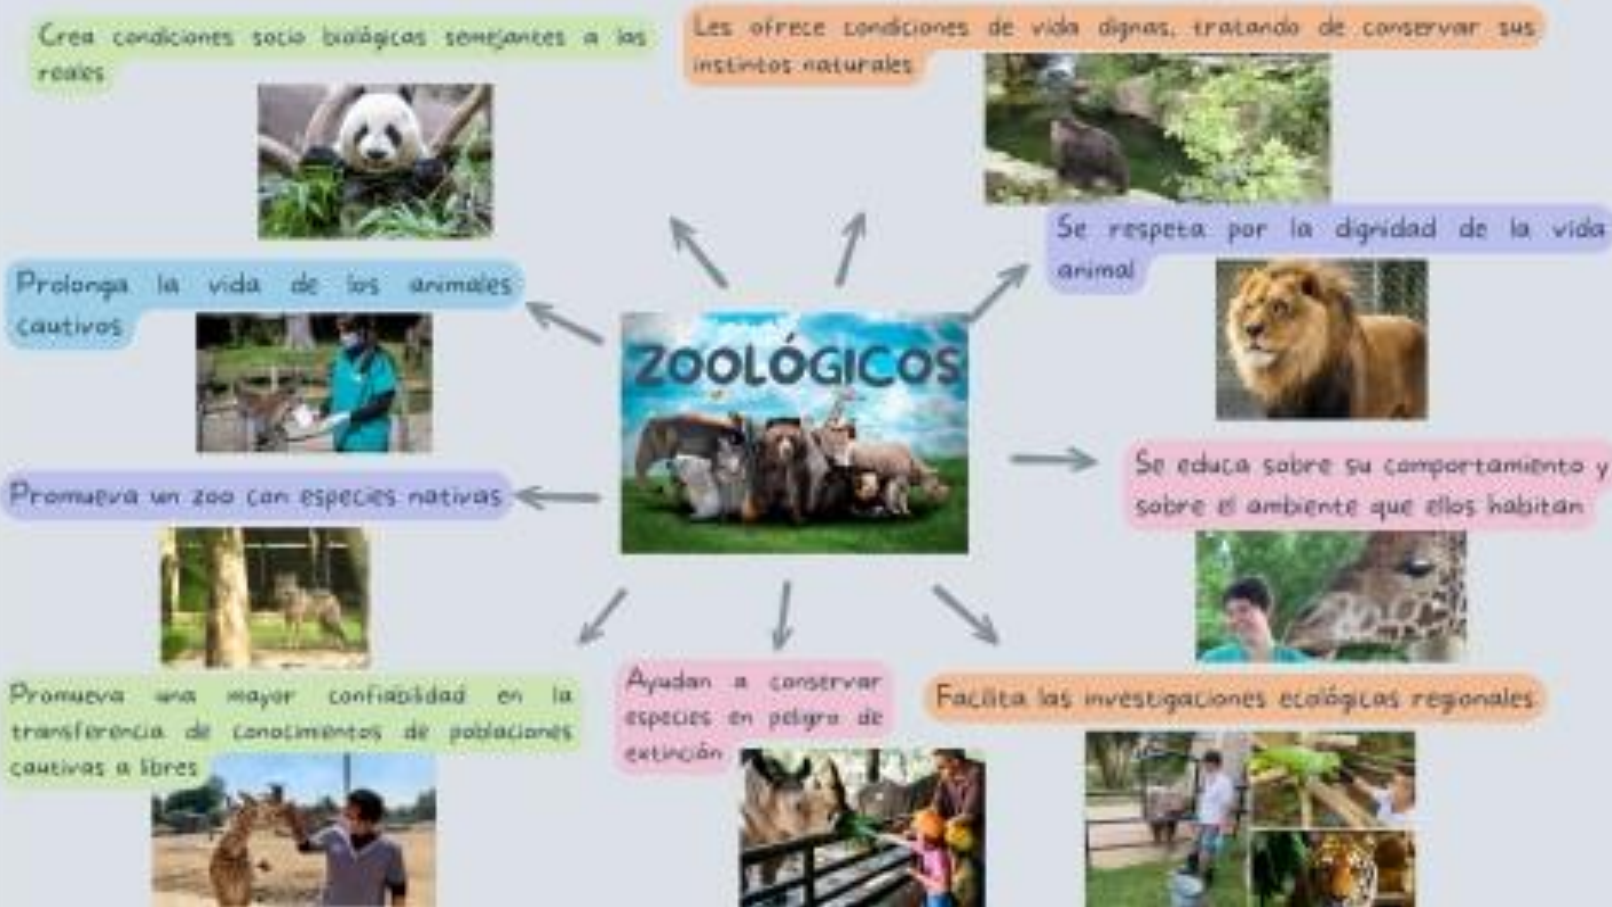 Crea condiciones socio biológicas semejantes a las
reales
Les ofrece condiciones de vida dignas, tratando de conservar sus
instintos naturales
Se respeta por la dignidad de la vida
animal
Prolonga la vida de los animales
cautivos
ZOOLÓGICOS
Se educa sobre su comportamiento y
sobre el ambiente que ellos habitan
Promueva un zoo con especies nativas
Promueva una mayor confiabilidad en la
transferencia de conocimientos de poblaciones
cautivas a libres
Ayudan a conservar
especies en peligro de
extinción
Facilita las investigaciones ecológicas regionales